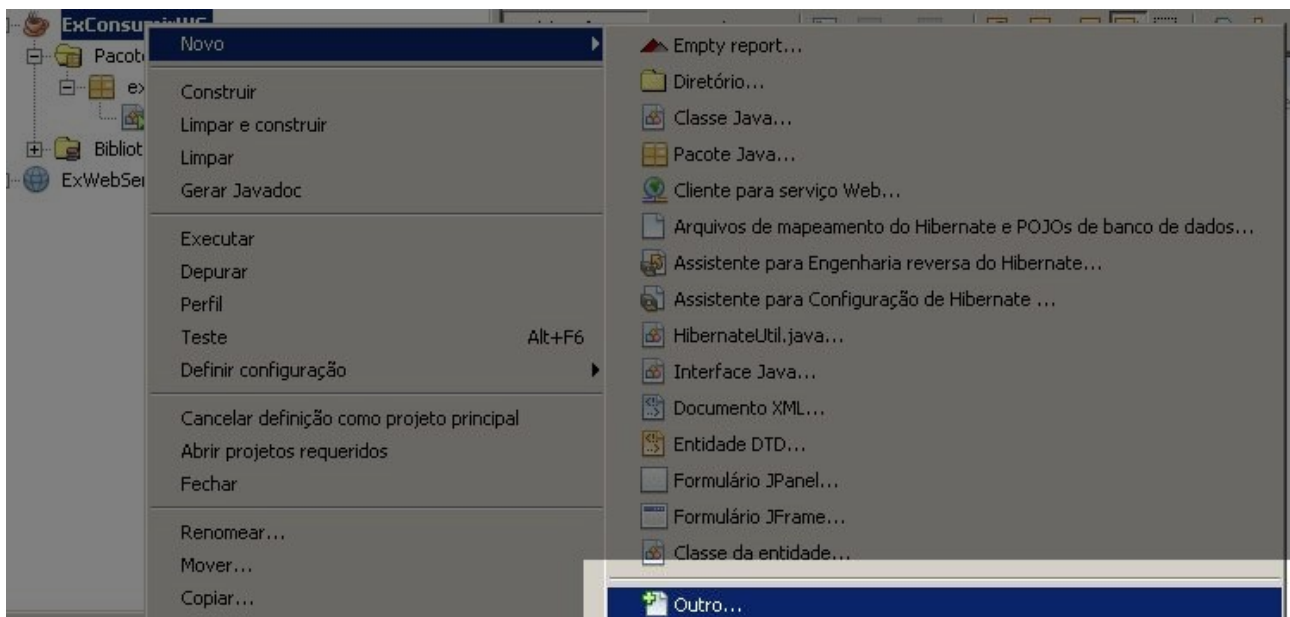 ExConsumirWS
Pacot
ex
Bibliot
ExWebSer
Novo
Construir
Limpar e construir
Limpar
Gerar Javadoc
Executar
Depurar
Perfil
Teste Alt+F6
Definir configuração
Cancelar definição como projeto principal
Abrir projetos requeridos
Fechar
Renomear...
Mover...
Copiar...
Empty report...
Diretório...
Classe Java...
Pacote Java...
Cliente para serviço Web...
Arquivos de mapeamento do Hibernate e POJOs de banco de dados...
Assistente para Engenharia reversa do Hibernate...
Assistente para Configuração de Hibernate ...
HibernateUtil.java...
Interface Java...
Documento XML...
Entidade DTD...
Formulário JPanel...
Formulário JFrame...
Classe da entidade...
Outro...